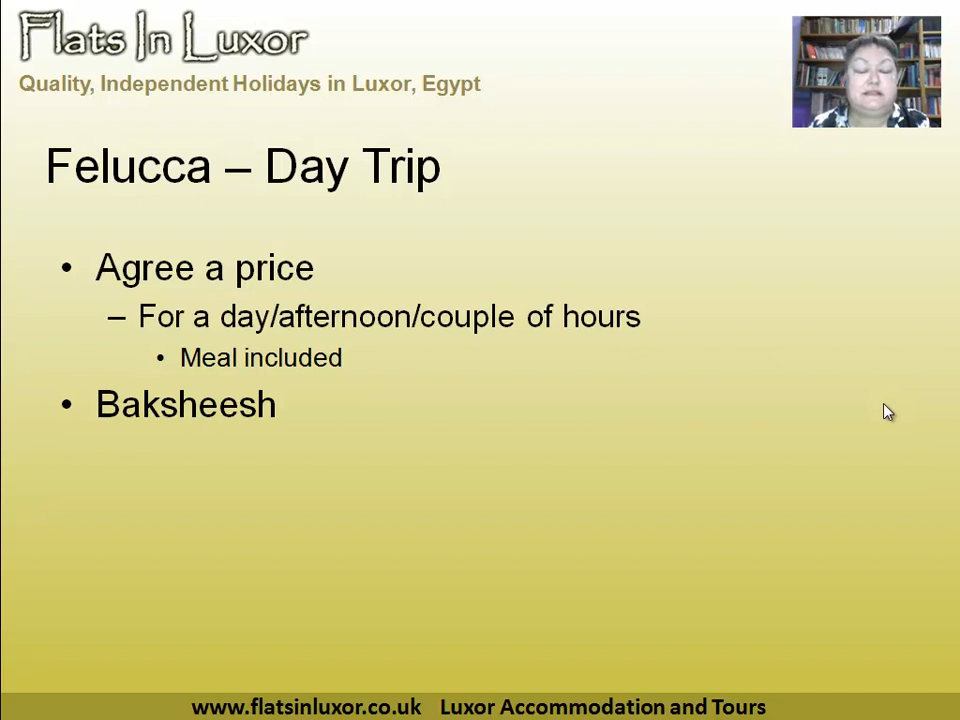 Flats In Luxor
Quality, Independent Holidays in Luxor, Egypt
Felucca – Day Trip
• Agree a price
– For a day/afternoon/couple of hours
• Meal included
• Baksheesh
www.flatsinluxor.co.uk Luxor Accommodation and Tours